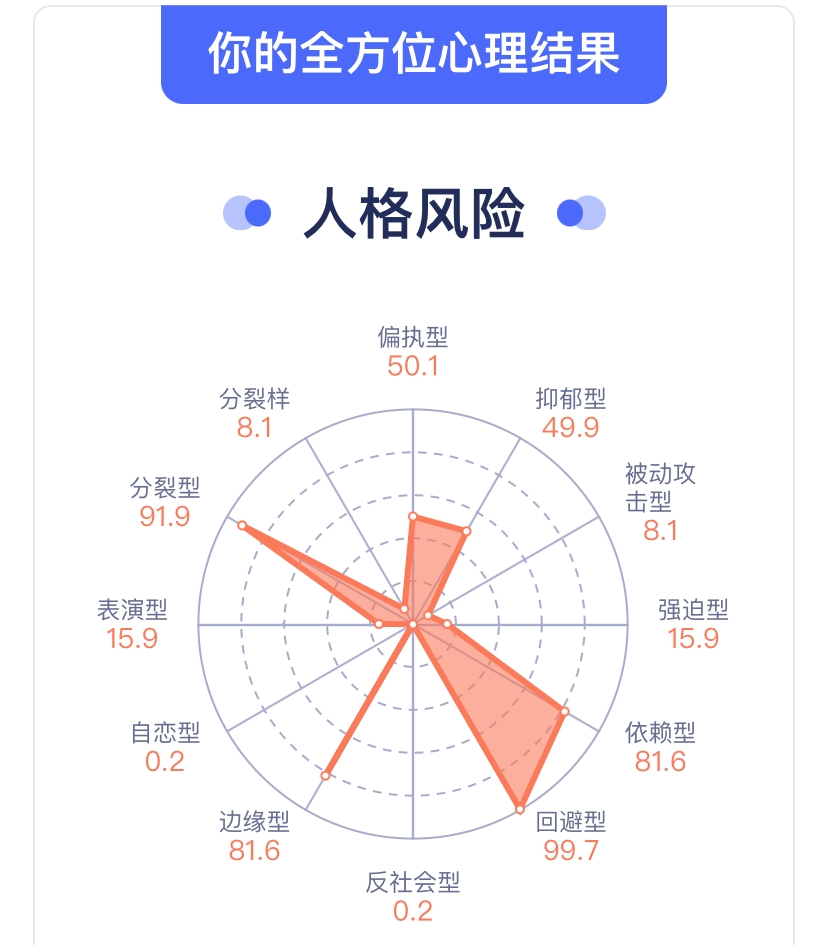 你的全方位心理结果
人格风险
偏执型
50.1
分裂样
8.1
抑郁型
49.9
被动攻
击型
8.1
分裂型
91.9
表演型
15.9
强迫型
15.9
自恋型
0.2
依赖型
81.6
边缘型
81.6
回避型
99.7
反社会型
0.2